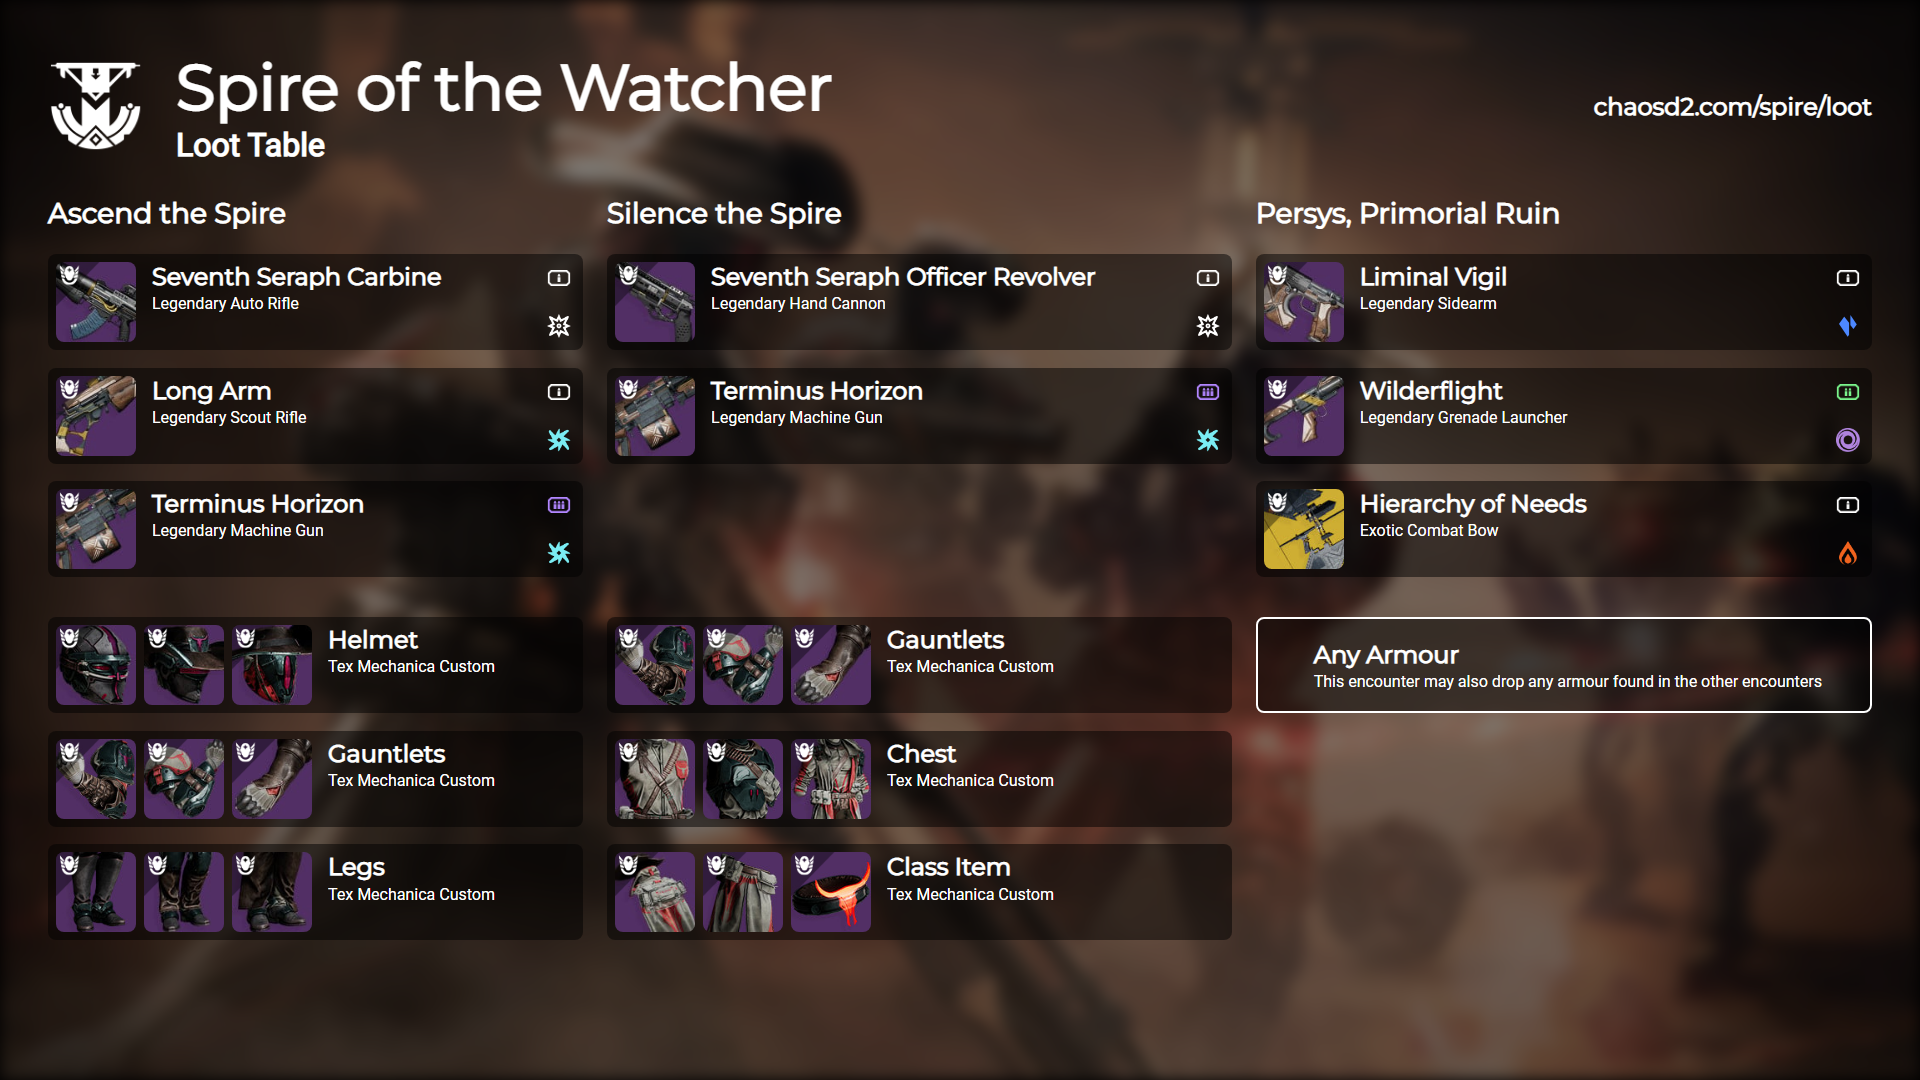 Spire of the Watcher
Loot Table
chaosd2.com/spire/loot
Ascend the Spire
Seventh Seraph Carbine
Legendary Auto Rifle
Long Arm
Legendary Scout Rifle
Terminus Horizon
Legendary Machine Gun
Helmet
Tex Mechanica Custom
Gauntlets
Tex Mechanica Custom
Legs
Tex Mechanica Custom
Silence the Spire
Seventh Seraph Officer Revolver
Legendary Hand Cannon
Terminus Horizon
Legendary Machine Gun
Gauntlets
Tex Mechanica Custom
Chest
Tex Mechanica Custom
Class Item
Tex Mechanica Custom
Persys, Primorial Ruin
Liminal Vigil
Legendary Sidearm
Wilderflight
Legendary Grenade Launcher
Hierarchy of Needs
Exotic Combat Bow
Any Armour
This encounter may also drop any armour found in the other encounters